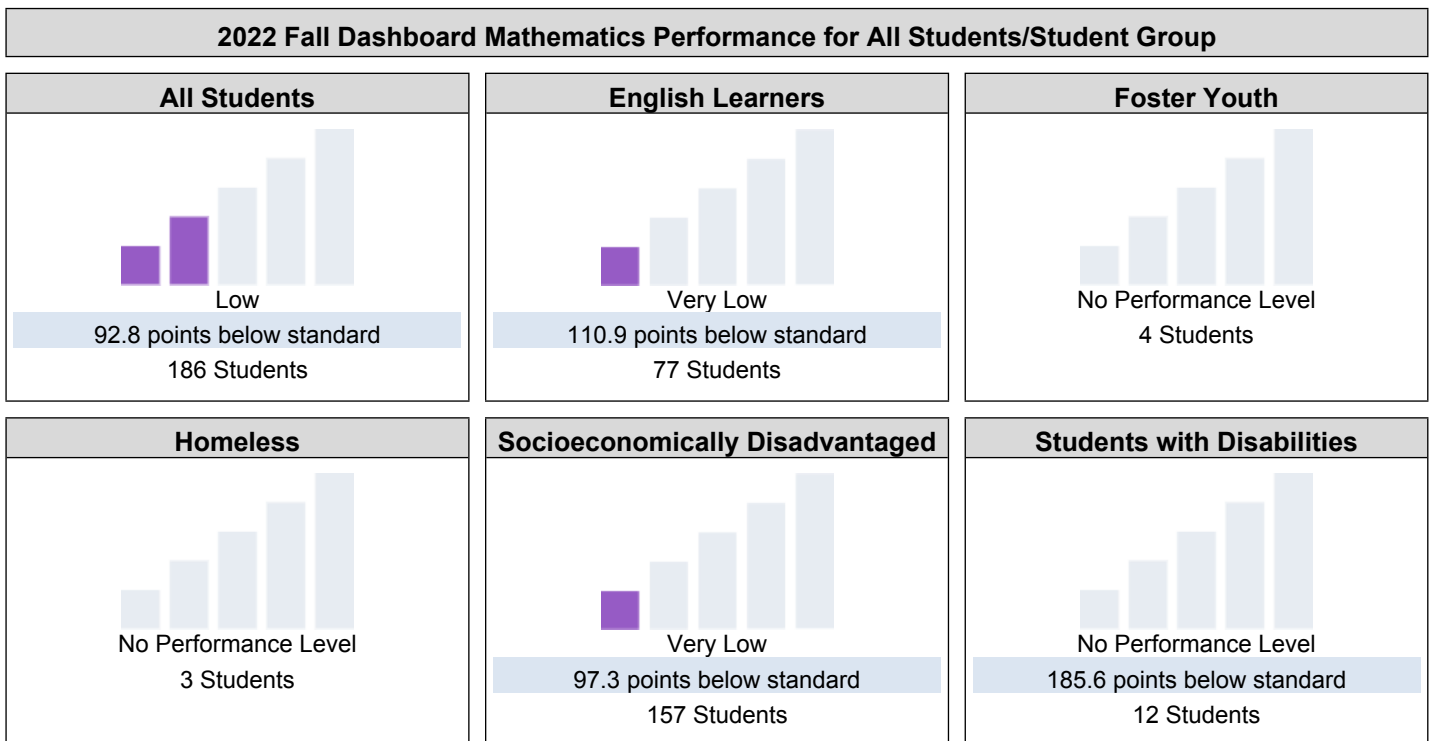 2022 Fall Dashboard Mathematics Performance for All Students/Student Group
All Students
Low
92.8 points below standard
186 Students
English Learners
Very Low
110.9 points below standard
77 Students
Foster Youth
No Performance Level
4 Students
Homeless
No Performance Level
3 Students
Socioeconomically Disadvantaged
Very Low
97.3 points below standard
157 Students
Students with Disabilities
No Performance Level
185.6 points below standard
12 Students